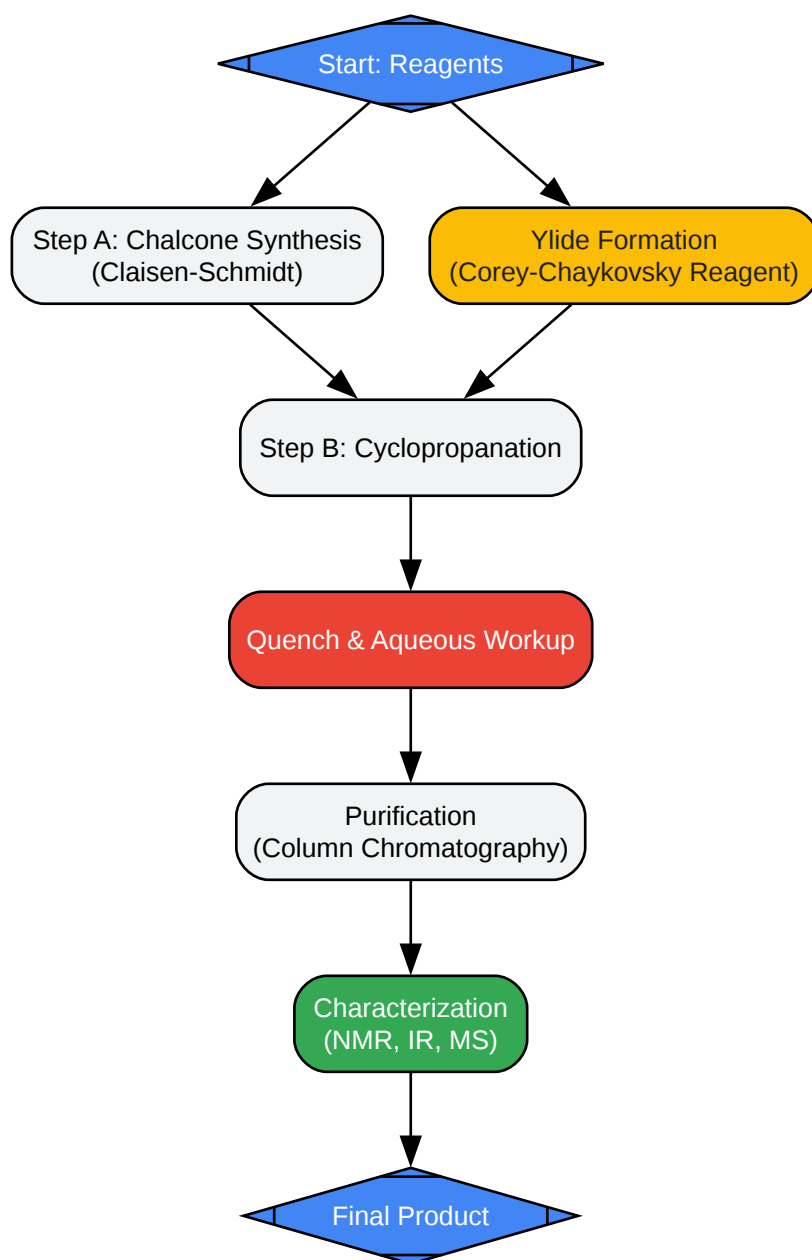 Start: Reagents
Step A: Chalcone Synthesis
(Claisen-Schmidt)
Ylide Formation
(Corey-Chaykovsky Reagent)
Step B: Cyclopropanation
Quench & Aqueous Workup
Purification
(Column Chromatography)
Characterization
(NMR, IR, MS)
Final Product